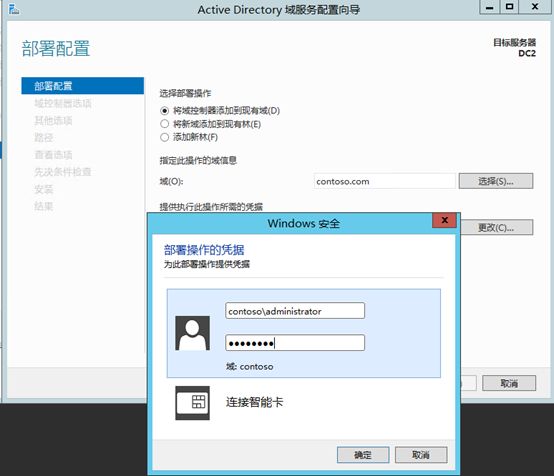 Active Directory 域服务配置向导
部署配置
目标服务器
DC2
部署配置
域控制器选项
其他选项
路径
查看选项
先决条件检查
安装
结果
选择部署操作
将域控制器添加到现有域(D)
将新域添加到现有林(E)
添加新林(F)
指定此操作的域信息
域(O):
contoso.com
选择(S)...
提供执行此操作所需的凭据
更改(C)...
Windows 安全
部署操作的凭据
为此部署操作提供凭据
contoso\administrator
●●●●●●●●
域: contoso
连接智能卡
确定
取消
取消